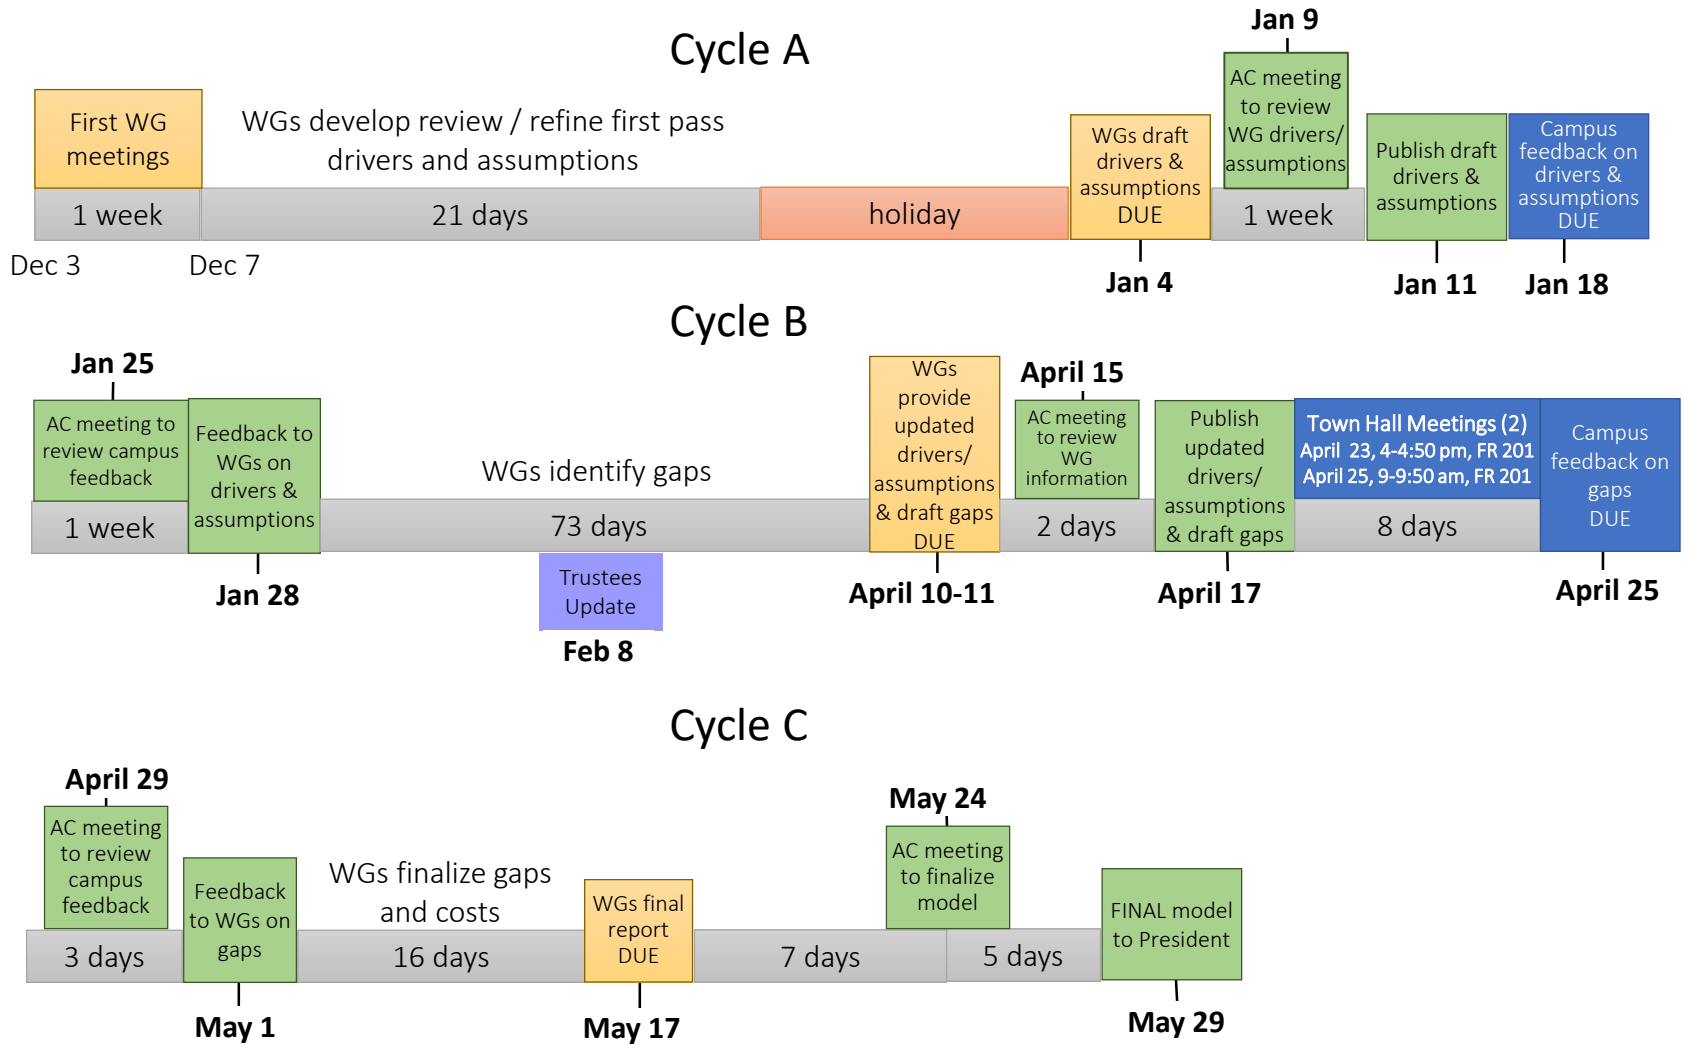 Cycle A
Jan 9
First WG
meetings
WGs develop review / refine first pass
drivers and assumptions
WGs draft
drivers &
assumptions
DUE
AC meeting
to review
WG drivers/
assumptions
Publish draft
drivers &
assumptions
Campus
feedback on
drivers &
assumptions
DUE
1 week
21 days
holiday
1 week
Dec 3
Dec 7
Jan 4
Jan 11
Jan 18
Cycle B
Jan 25
AC meeting to
review campus
feedback
Feedback to
WGs on
drivers &
assumptions
WGs identify gaps
WGs
provide
updated
drivers/
assumptions
& draft gaps
DUE
April 15
AC meeting
to review
WG
information
Publish
updated
drivers/
assumptions
& draft gaps
Town Hall Meetings (2)
April  23, 4-4:50 pm, FR 201
April 25, 9-9:50 am, FR 201
Campus
feedback on
gaps
DUE
1 week
73 days
2 days
8 days
Jan 28
Trustees
Update
Feb 8
April 10-11
April 17
April 25
Cycle C
April 29
AC meeting
to review
campus
feedback
Feedback
to WGs on
gaps
WGs finalize gaps
and costs
WGs final
report
DUE
May 24
AC meeting
to finalize
model
FINAL model
to President
3 days
16 days
7 days
5 days
May 1
May 17
May 29